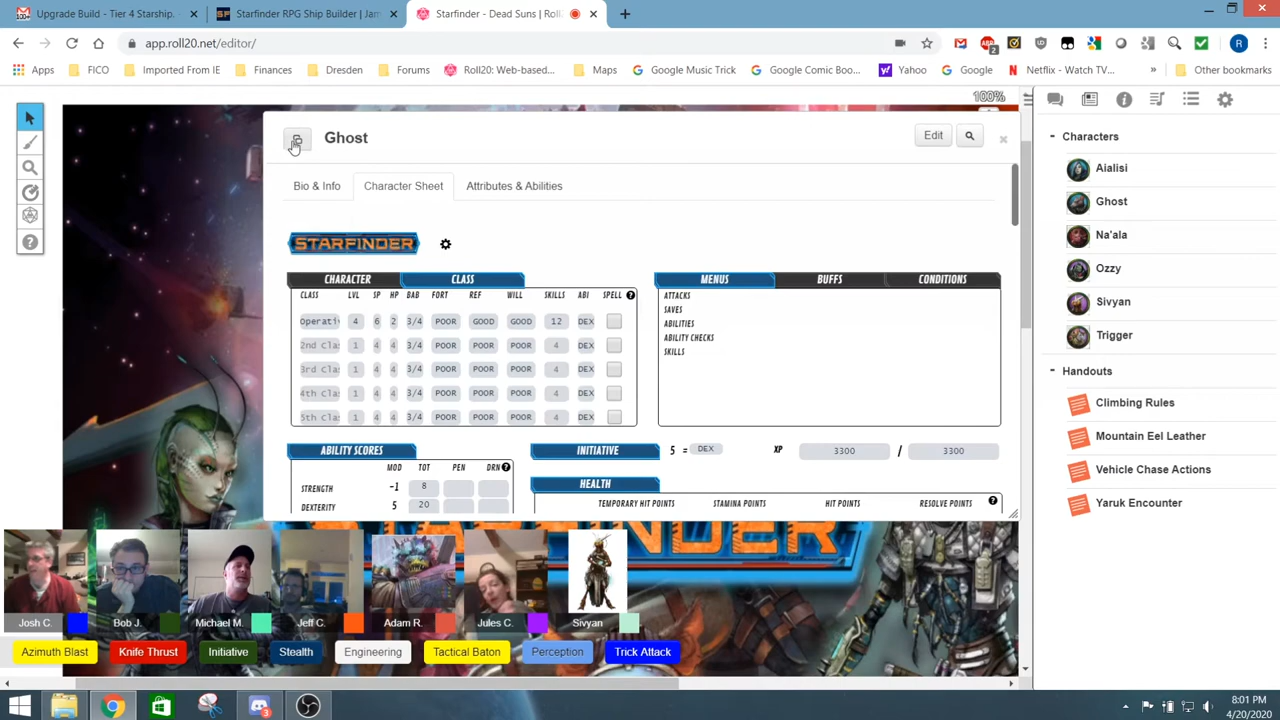 Upgrade Build - Tier 4 Starship.
Starfinder RPG Ship Builder | Jam
Starfinder - Dead Suns | Roll2
app.roll20.net/editor/
R
Apps
FICO
Imported From IE
Finances
Dresden
Forums
Roll20: Web-based...
Maps
Google Music Trick
Google Comic Boo...
Yahoo
Google
Netflix - Watch TV...
Other bookmarks
100%
Ghost
Edit
Bio & Info
Character Sheet
Attributes & Abilities
STARFINDER
CHARACTER CLASS
CLASS LVL SP HP BAB FORT REF WILL SKILLS ABI SPELL
Operati 4 6 2 3/4 POOR GOOD GOOD 12 DEX
2nd Clas 1 4 4 3/4 POOR POOR POOR 4 DEX
3rd Clas 1 4 4 3/4 POOR POOR POOR 4 DEX
4th Clas 1 4 4 3/4 POOR POOR POOR 4 DEX
5th Clas 1 4 4 3/4 POOR POOR POOR 4 DEX
MENUS BUFFS CONDITIONS
ATTACKS
SAVES
ABILITIES
ABILITY CHECKS
SKILLS
ABILITY SCORES
MOD TOT PEN DRN
STRENGTH -1 8
DEXTERITY 5 20
INITIATIVE 5 = DEX XP 3300 / 3300
HEALTH
TEMPORARY HIT POINTS STAMINA POINTS HIT POINTS RESOLVE POINTS
Characters
Aialisi
Ghost
Na'ala
Ozzy
Sivyan
Trigger
Handouts
Climbing Rules
Mountain Eel Leather
Vehicle Chase Actions
Yaruk Encounter
STARFINDER
Josh C.
Bob J.
Michael M.
Jeff C.
Adam R.
Jules C.
Sivyan
Azimuth Blast
Knife Thrust
Initiative
Stealth
Engineering
Tactical Baton
Perception
Trick Attack
8:01 PM
4/20/2020